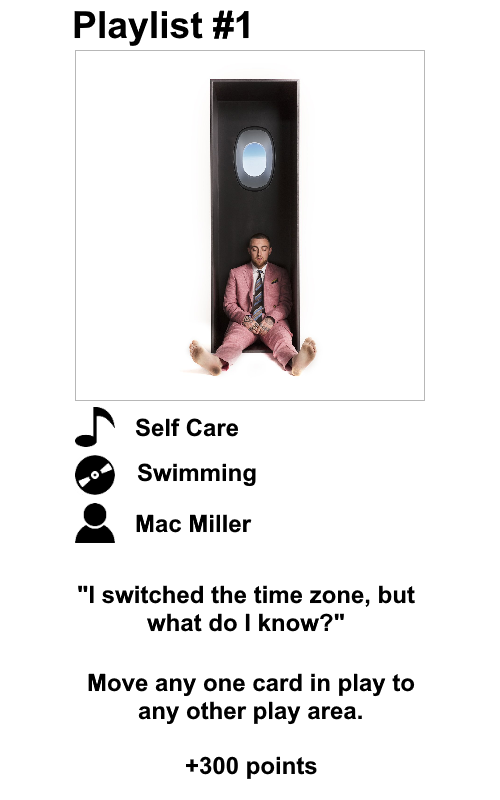 Playlist #1
Self Care
Swimming
Mac Miller
"I switched the time zone, but
what do I know?"
Move any one card in play to
any other play area.
+300 points